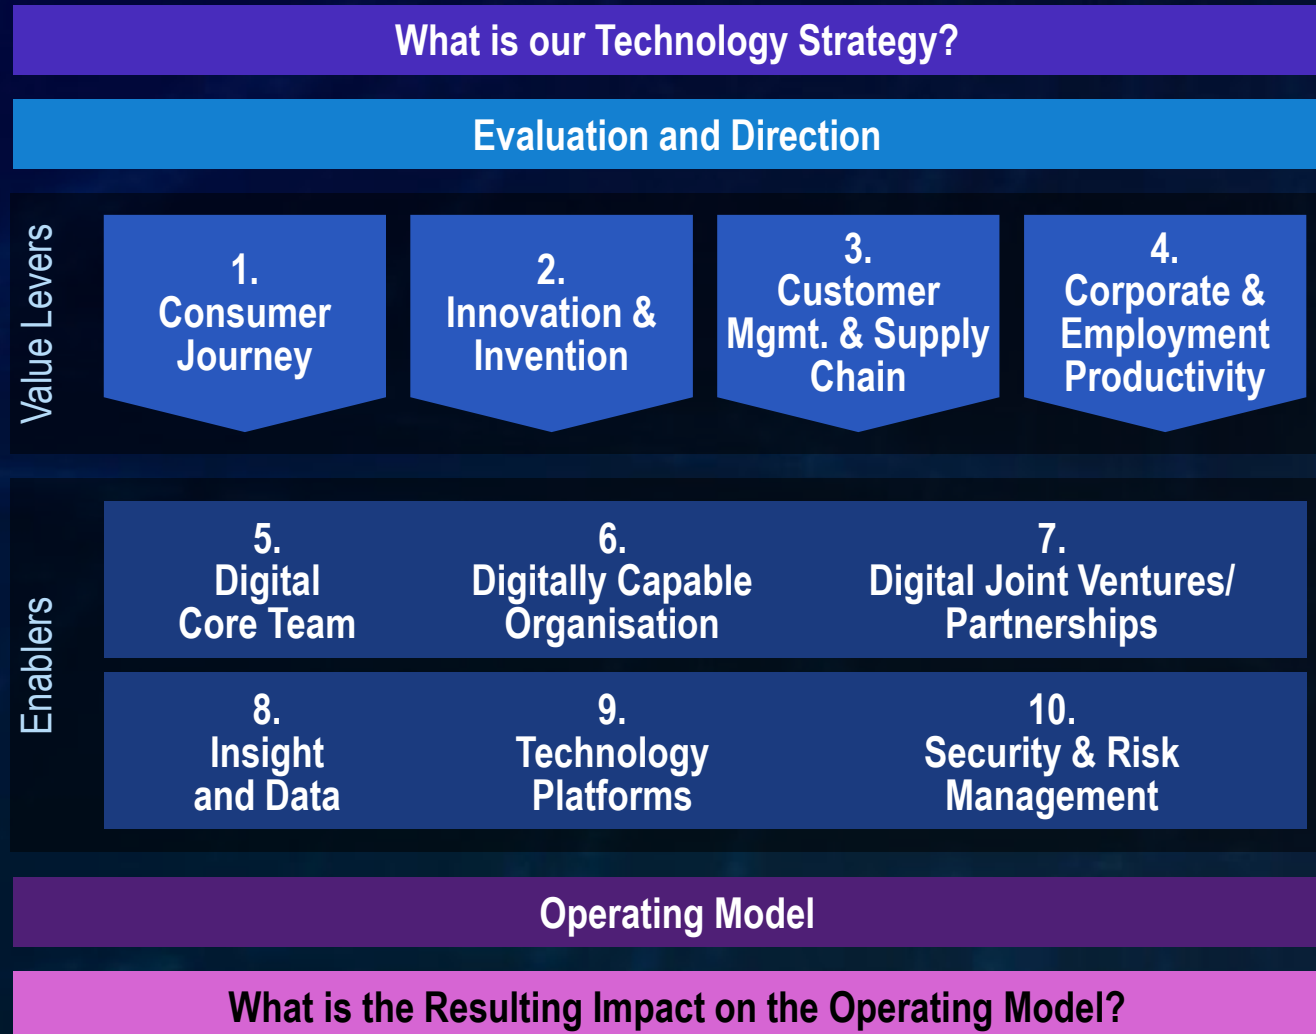 What is our Technology Strategy?
Evaluation and Direction
Value Levers
1.
Consumer
Journey
2.
Innovation &
Invention
3.
Customer
Mgmt. & Supply
Chain
4.
Corporate &
Employment
Productivity
Enablers
5.
Digital
Core Team
6.
Digitally Capable
Organisation
7.
Digital Joint Ventures/
Partnerships
8.
Insight
and Data
9.
Technology
Platforms
10.
Security & Risk
Management
Operating Model
What is the Resulting Impact on the Operating Model?